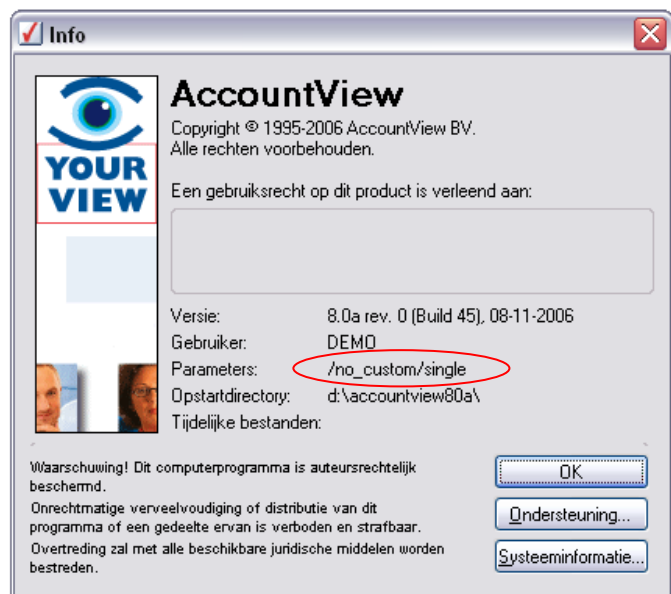 Info
YOUR
VIEW
AccountView
Copyright © 1995-2006 AccountView BV.
Alle rechten voorbehouden.
Een gebruiksrecht op dit product is verleend aan:
Versie: 8.0a rev. 0 (Build 45), 08-11-2006
Gebruiker: DEMO
Parameters: /no_custom/single
Opstartdirectory: d:\accountview80a\
Tijdelijke bestanden:
Waarschuwing! Dit computerprogramma is auteursrechtelijk
beschermd.
Onrechtmatige verveelvoudiging of distributie van dit
programma of een gedeelte ervan is verboden en strafbaar.
Overtreding zal met alle beschikbare juridische middelen worden
bestreden.
OK
Ondersteuning...
Systeeminformatie...